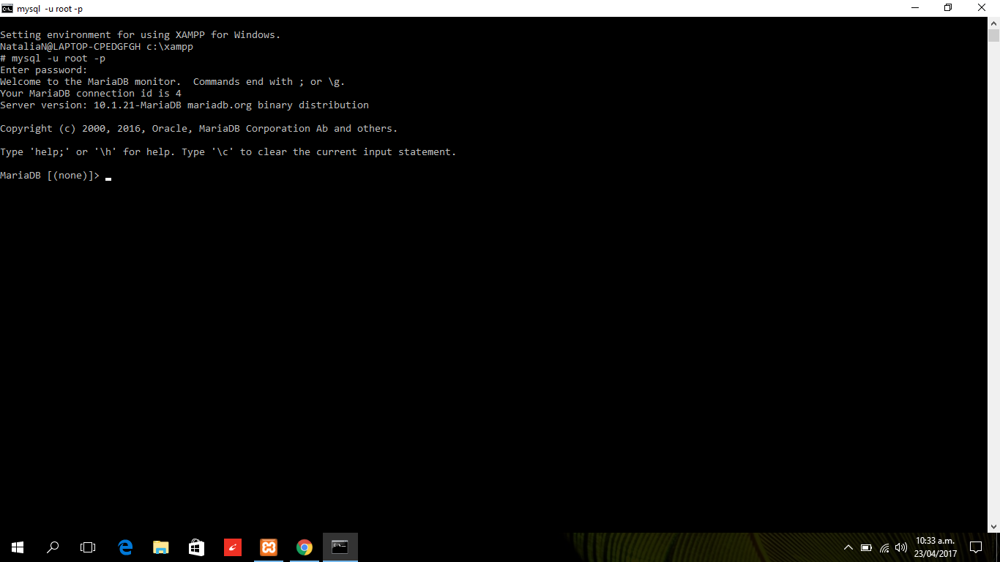 mysql -u root -p
Setting environment for using XAMPP for Windows.
NataliaN@LAPTOP-CPEDGFGH c:\xampp
# mysql -u root -p
Enter password:
Welcome to the MariaDB monitor.  Commands end with ; or \g.
Your MariaDB connection id is 4
Server version: 10.1.21-MariaDB mariadb.org binary distribution
Copyright (c) 2000, 2016, Oracle, MariaDB Corporation Ab and others.
Type 'help;' or '\h' for help. Type '\c' to clear the current input statement.
MariaDB [(none)]>
10:33 a.m.
23/04/2017